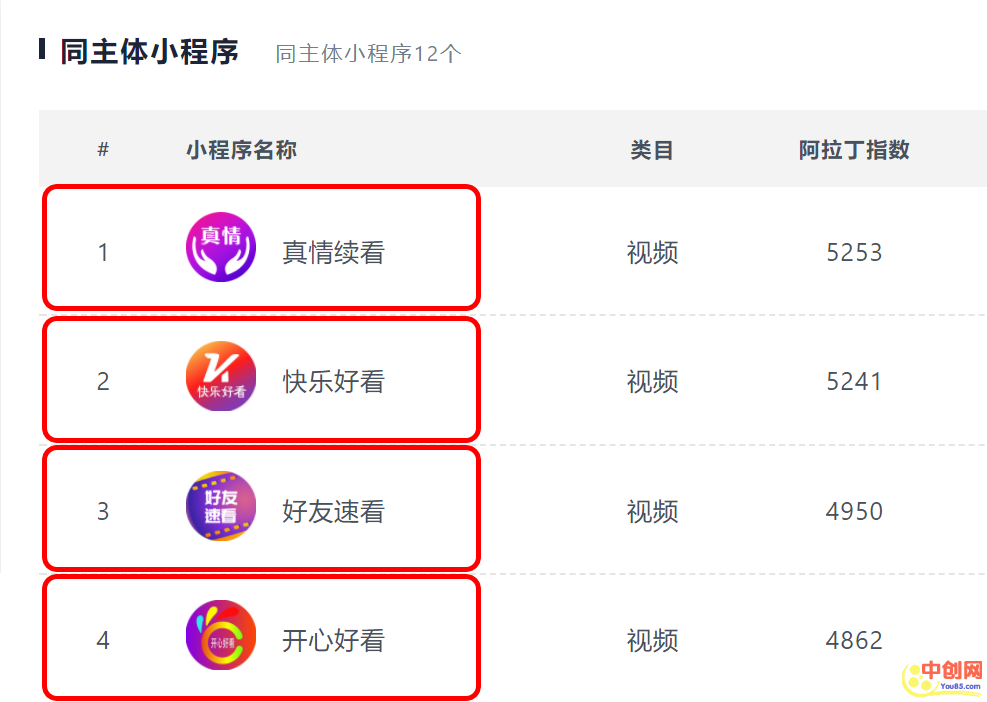 同主体小程序 同主体小程序12个
# 小程序名称 类目 阿拉丁指数
真情
1 真情续看 视频 5253
快乐好看
2 快乐好看 视频 5241
好友
速看
3 好友速看 视频 4950
开心好看
4 开心好看 视频 4862
中创网
You85.com